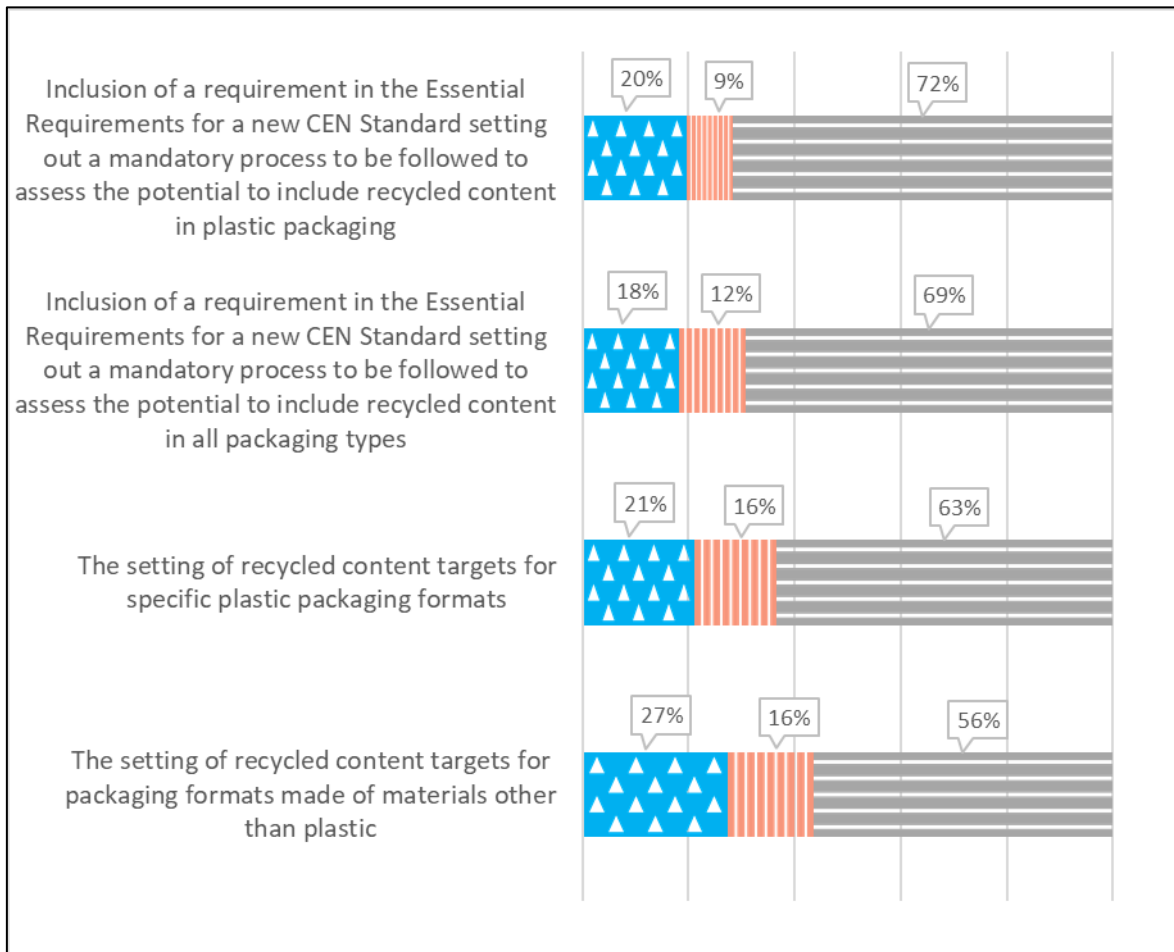 20%
9%
72%
Inclusion of a requirement in the Essential
Requirements for a new CEN Standard setting
out a mandatory process to be followed to
assess the potential to include recycled content
in plastic packaging
18%
12%
69%
Inclusion of a requirement in the Essential
Requirements for a new CEN Standard setting
out a mandatory process to be followed to
assess the potential to include recycled content
in all packaging types
21%
16%
63%
The setting of recycled content targets for
specific plastic packaging formats
27%
16%
56%
The setting of recycled content targets for
packaging formats made of materials other
than plastic